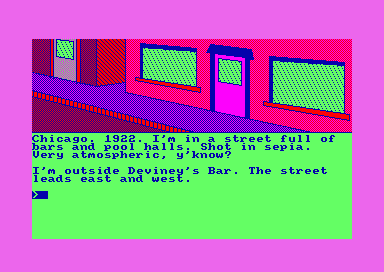 Chicago. 1922. I'm in a street full of
bars and pool halls. Shot in sepia.
Very atmospheric, y'know?
I'm outside Deviney's Bar. The street
leads east and west.
>